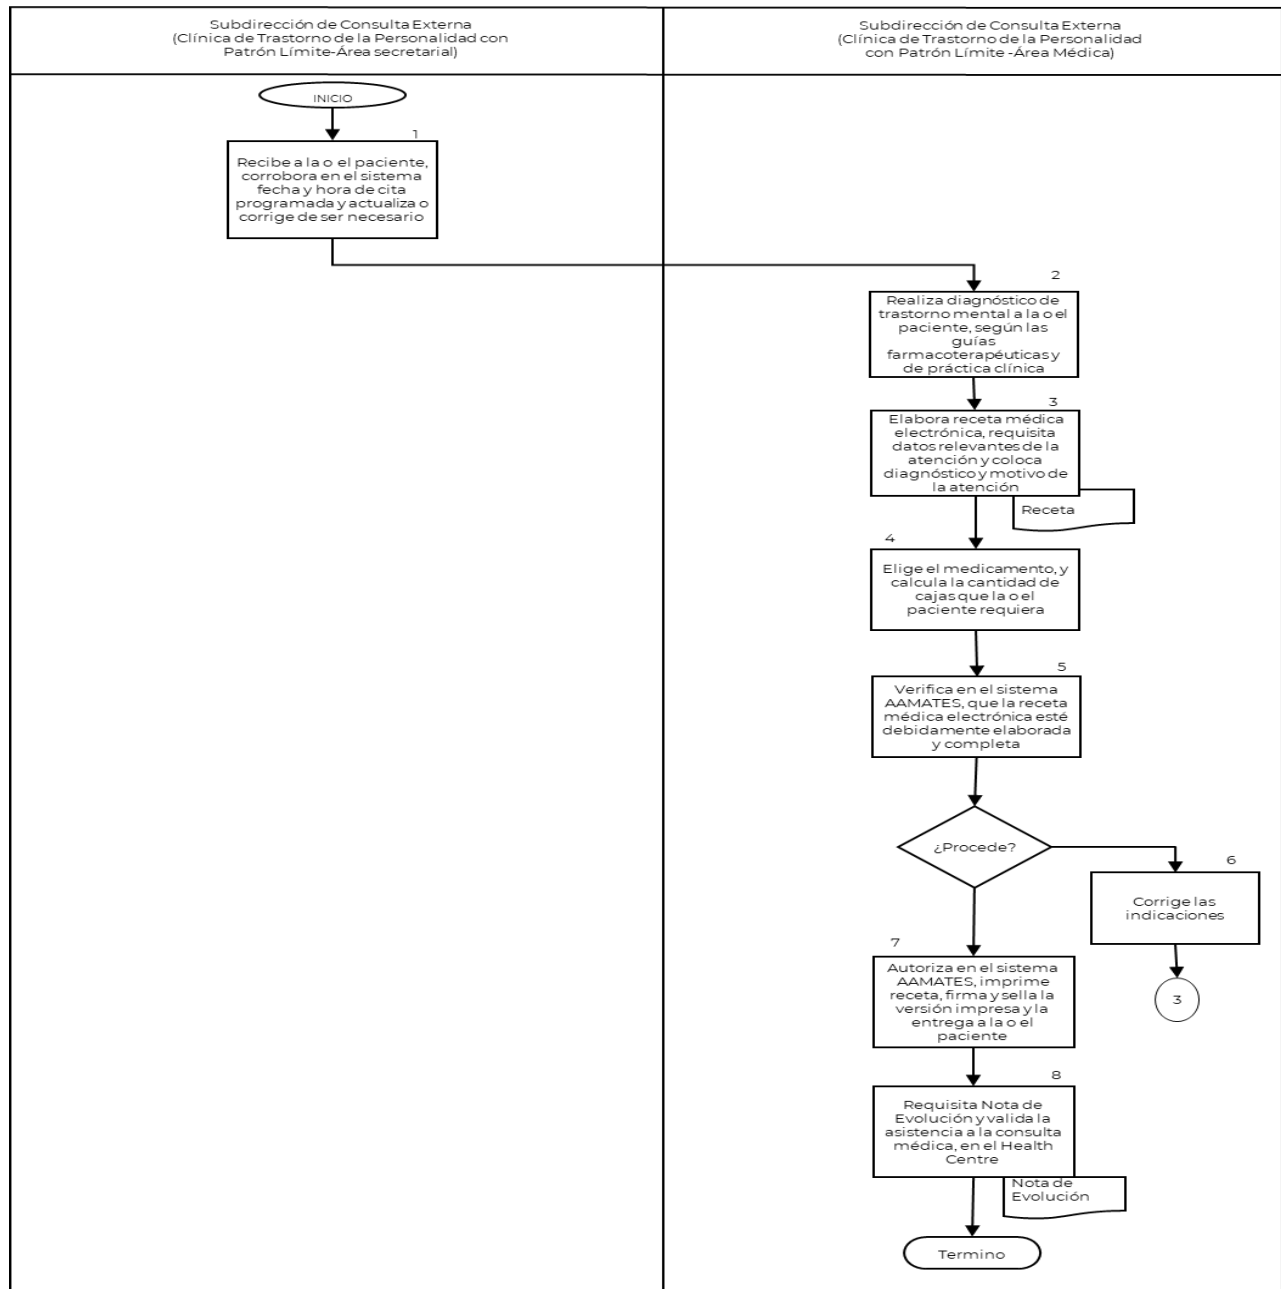 Subdirección de Consulta Externa
(Clínica de Trastorno de la Personalidad con
Patrón Límite-Área secretarial)
Subdirección de Consulta Externa
(Clínica de Trastorno de la Personalidad
con Patrón Límite -Área Médica)
INICIO
1
Recibe a la o el paciente,
corrobora en el sistema
fecha y hora de cita
programada y actualiza o
corrige de ser necesario
2
Realiza diagnóstico de
trastorno mental a la o el
paciente, según las
guías
farmacoterapéuticas y
de práctica clínica
3
Elabora receta médica
electrónica, requisita
datos relevantes de la
atención y coloca
diagnóstico y motivo de
la atención
Receta
4
Elige el medicamento, y
calcula la cantidad de
cajas que la o el
paciente requiera
5
Verifica en el sistema
AAMATES, que la receta
médica electrónica esté
debidamente elaborada
y completa
¿Procede?
6
Corrige las
indicaciones
3
7
Autoriza en el sistema
AAMATES, imprime
receta, firma y sella la
versión impresa y la
entrega a la o el
paciente
8
Requisita Nota de
Evolución y valida la
asistencia a la consulta
médica, en el Health
Centre
Nota de
Evolución
Termino